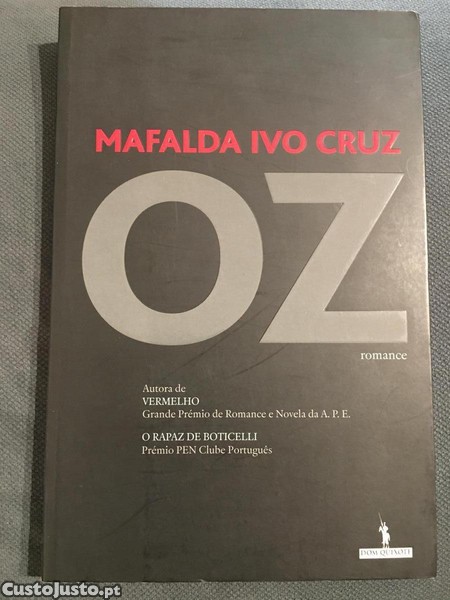 MAFALDA IVO CRUZ
OZ
romance
Autora de
VERMELHO
Grande Prémio de Romance e Novela da A. P. E.
O RAPAZ DE BOTICELLI
Prémio PEN Clube Português
DOM QUIXOTE
CustoJusto.pt